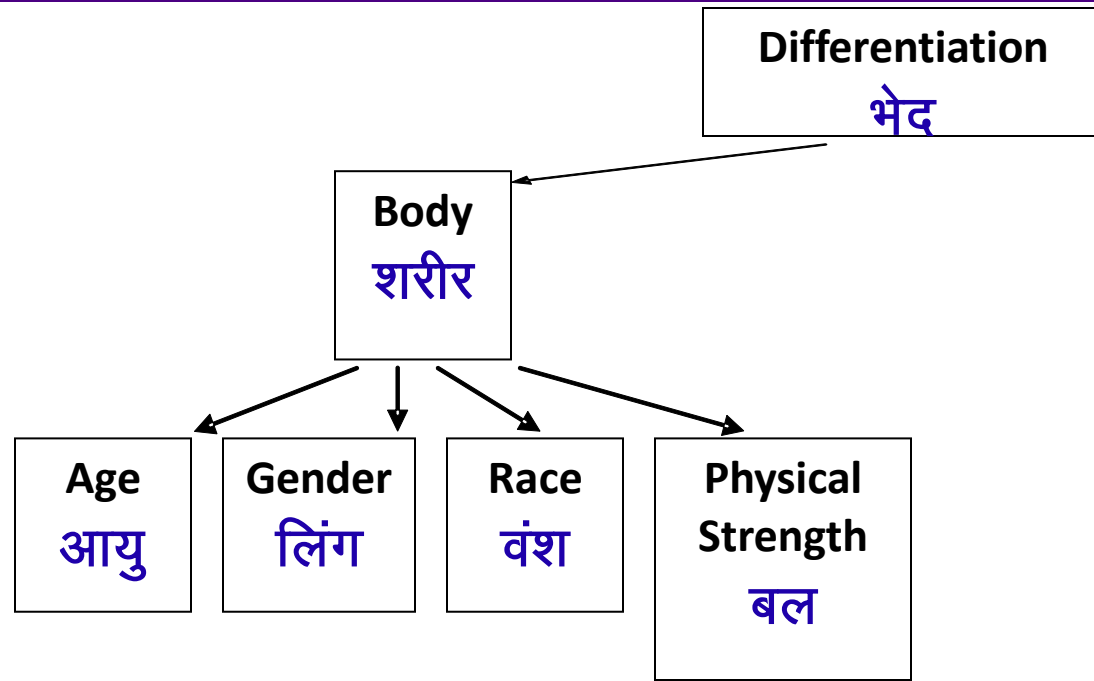 Differentiation
भेद
Body
शरीर
Age
आयु
Gender
लिंग
Race
वंश
Physical
Strength
बल